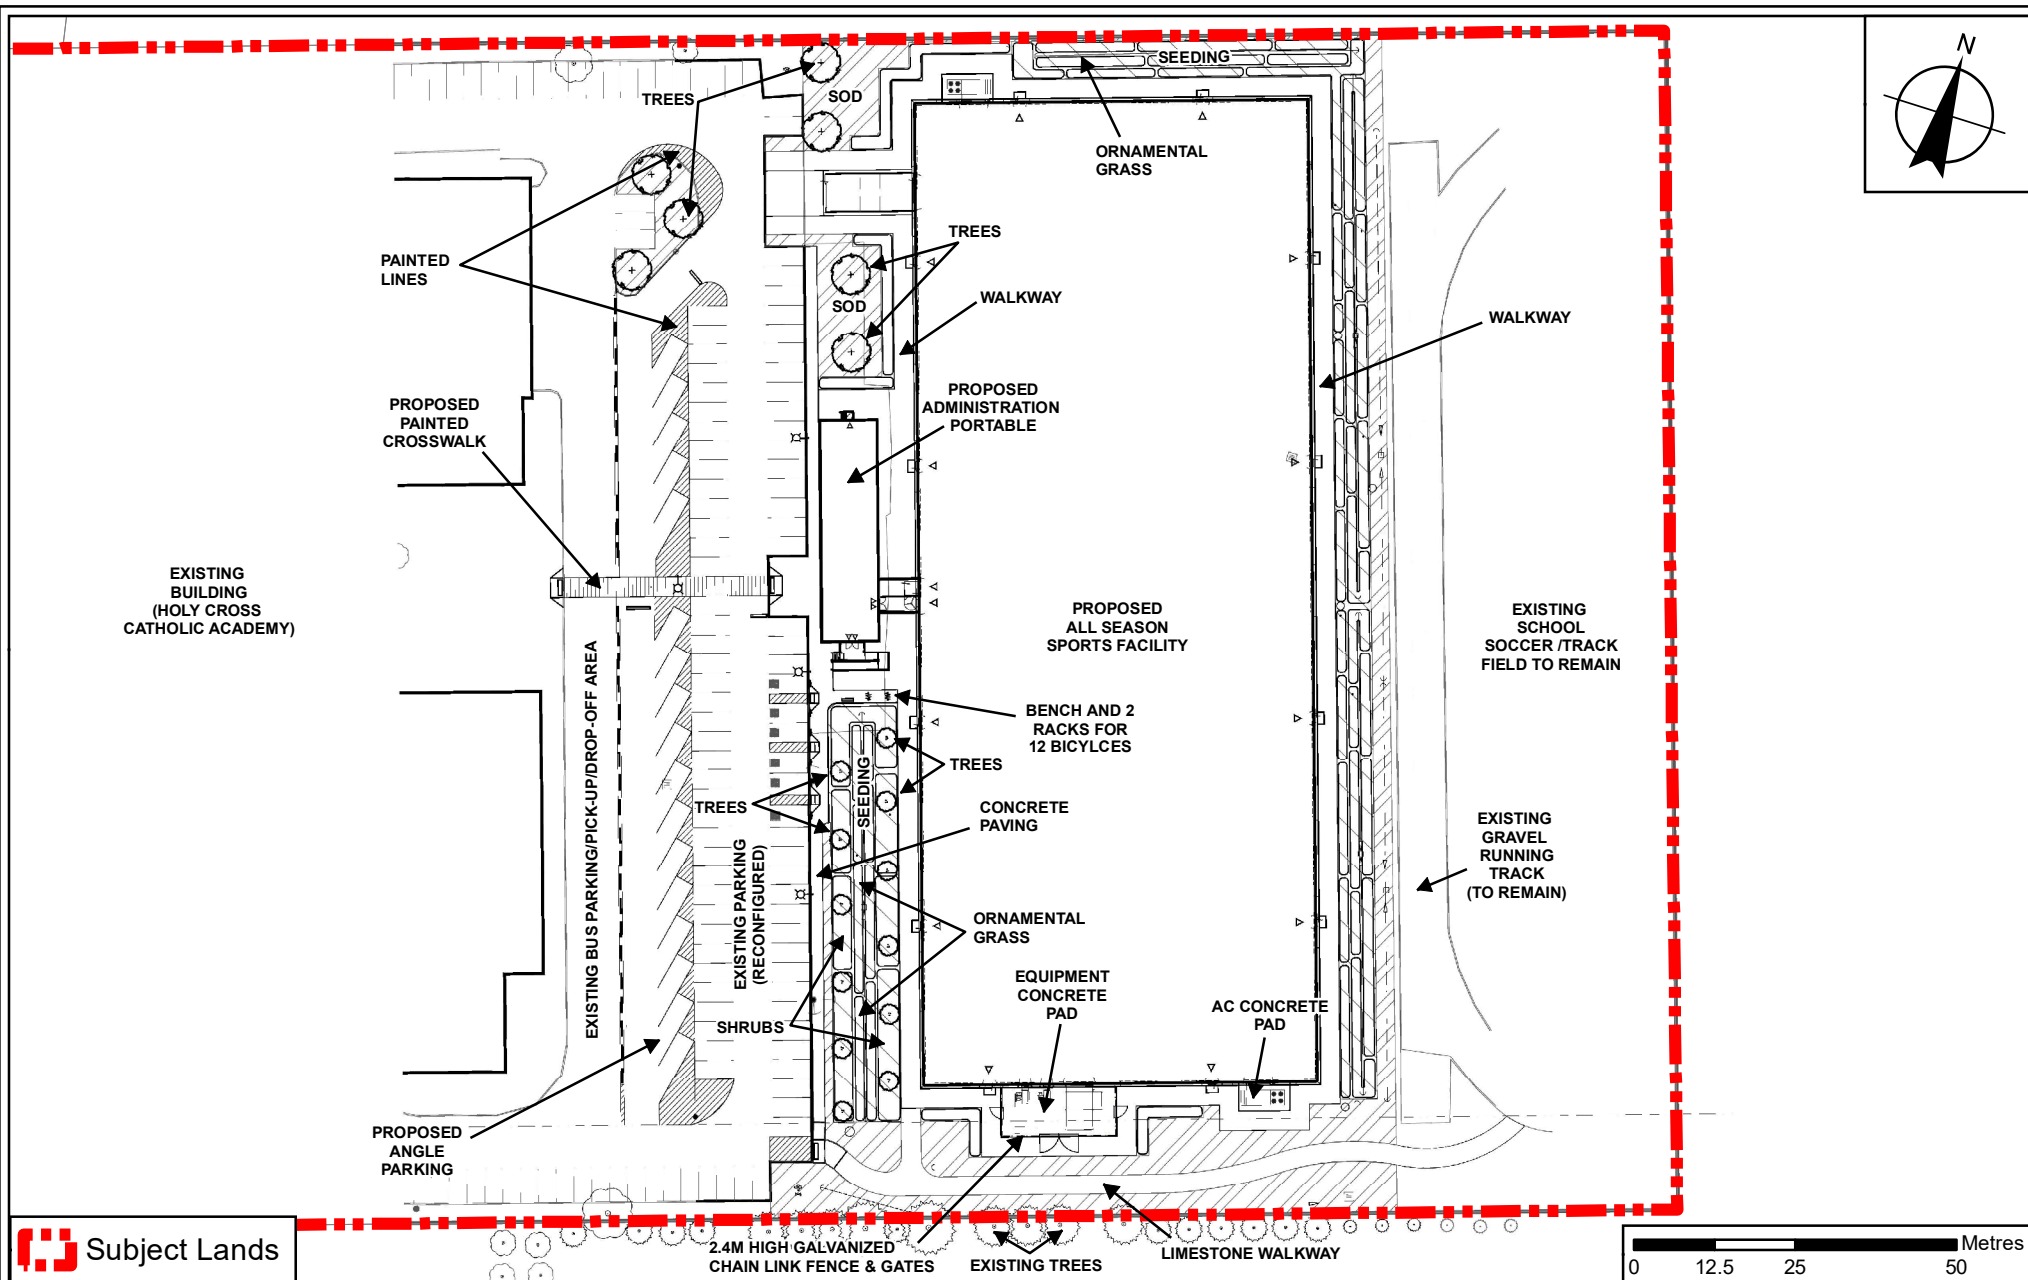 N
SEEDING
TREES
SOD
ORNAMENTAL
GRASS
TREES
PAINTED
LINES
WALKWAY
SOD
WALKWAY
PROPOSED
ADMINISTRATION
PORTABLE
PROPOSED
PAINTED
CROSSWALK
EXISTING
BUILDING
(HOLY CROSS
CATHOLIC ACADEMY)
PROPOSED
ALL SEASON
SPORTS FACILITY
EXISTING
SCHOOL
SOCCER /TRACK
FIELD TO REMAIN
EXISTING BUS PARKING/PICK-UP/DROP-OFF AREA
BENCH AND 2
RACKS FOR
12 BICYLCES
TREES
TREES
SEEDING
CONCRETE
PAVING
EXISTING PARKING
(RECONFIGURED)
EXISTING
GRAVEL
RUNNING
TRACK
(TO REMAIN)
ORNAMENTAL
GRASS
EQUIPMENT
CONCRETE
PAD
AC CONCRETE
PAD
SHRUBS
PROPOSED
ANGLE
PARKING
2.4M HIGH GALVANIZED
CHAIN LINK FENCE & GATES
EXISTING TREES
LIMESTONE WALKWAY
Subject Lands
Metres
0 12.5 25 50